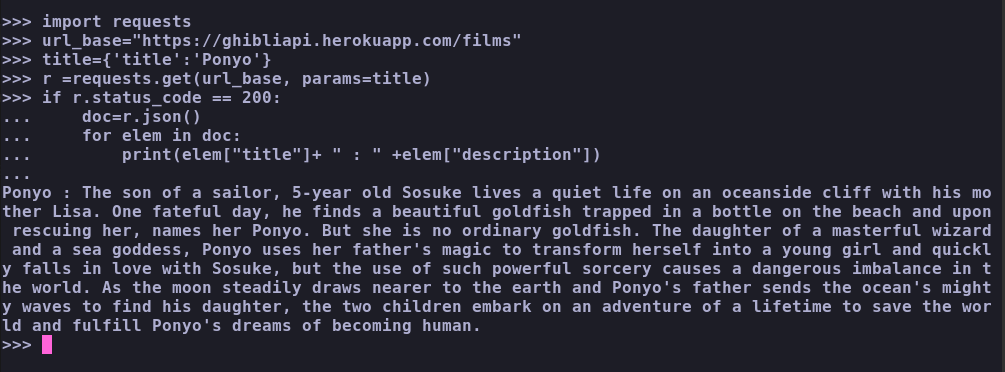 >>> import requests
>>> url_base="https://ghibliapi.herokuapp.com/films"
>>> title={'title':'Ponyo'}
>>> r =requests.get(url_base, params=title)
>>> if r.status_code == 200:
...     doc=r.json()
...     for elem in doc:
...         print(elem["title"]+ " : " +elem["description"])
...
Ponyo : The son of a sailor, 5-year old Sosuke lives a quiet life on an oceanside cliff with his mo
ther Lisa. One fateful day, he finds a beautiful goldfish trapped in a bottle on the beach and upon
 rescuing her, names her Ponyo. But she is no ordinary goldfish. The daughter of a masterful wizard
 and a sea goddess, Ponyo uses her father's magic to transform herself into a young girl and quickl
y falls in love with Sosuke, but the use of such powerful sorcery causes a dangerous imbalance in t
he world. As the moon steadily draws nearer to the earth and Ponyo's father sends the ocean's might
y waves to find his daughter, the two children embark on an adventure of a lifetime to save the wor
ld and fulfill Ponyo's dreams of becoming human.
>>>